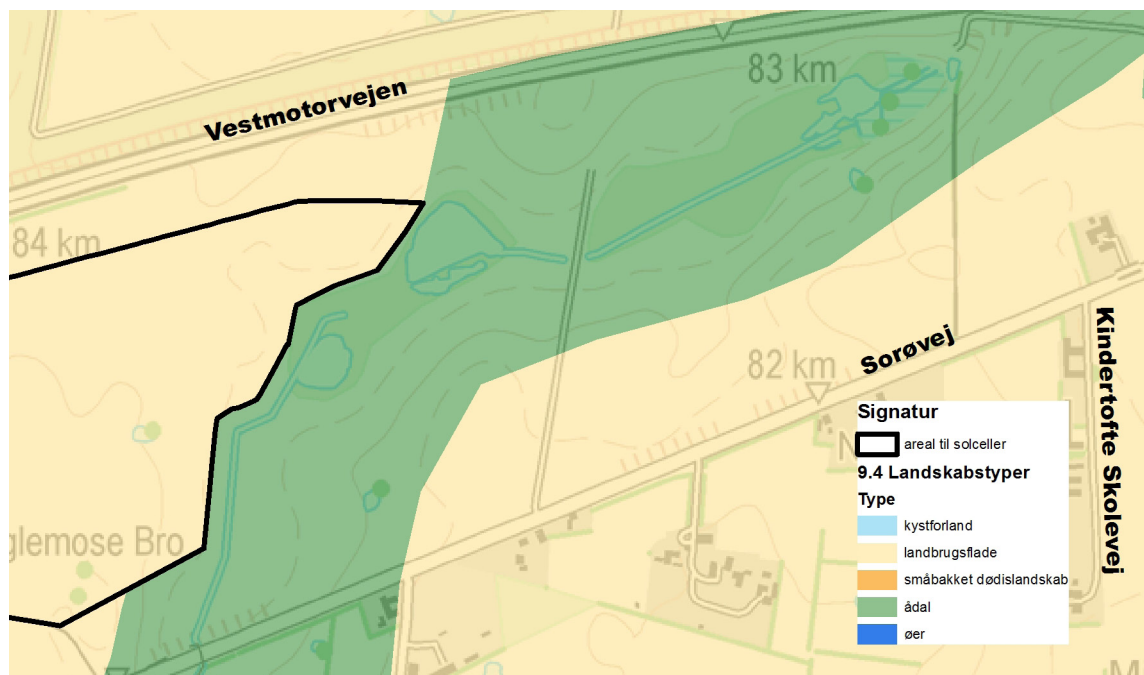 83 km
Vestmotorvejen
84 km
Sorøvej
82 km
Kindertofte Skolevej
glemose Bro
Signatur
areal til solceller
9.4 Landskabstyper
Type
kystforland
landbrugsflade
småbakket dødislandskab
ådal
øer